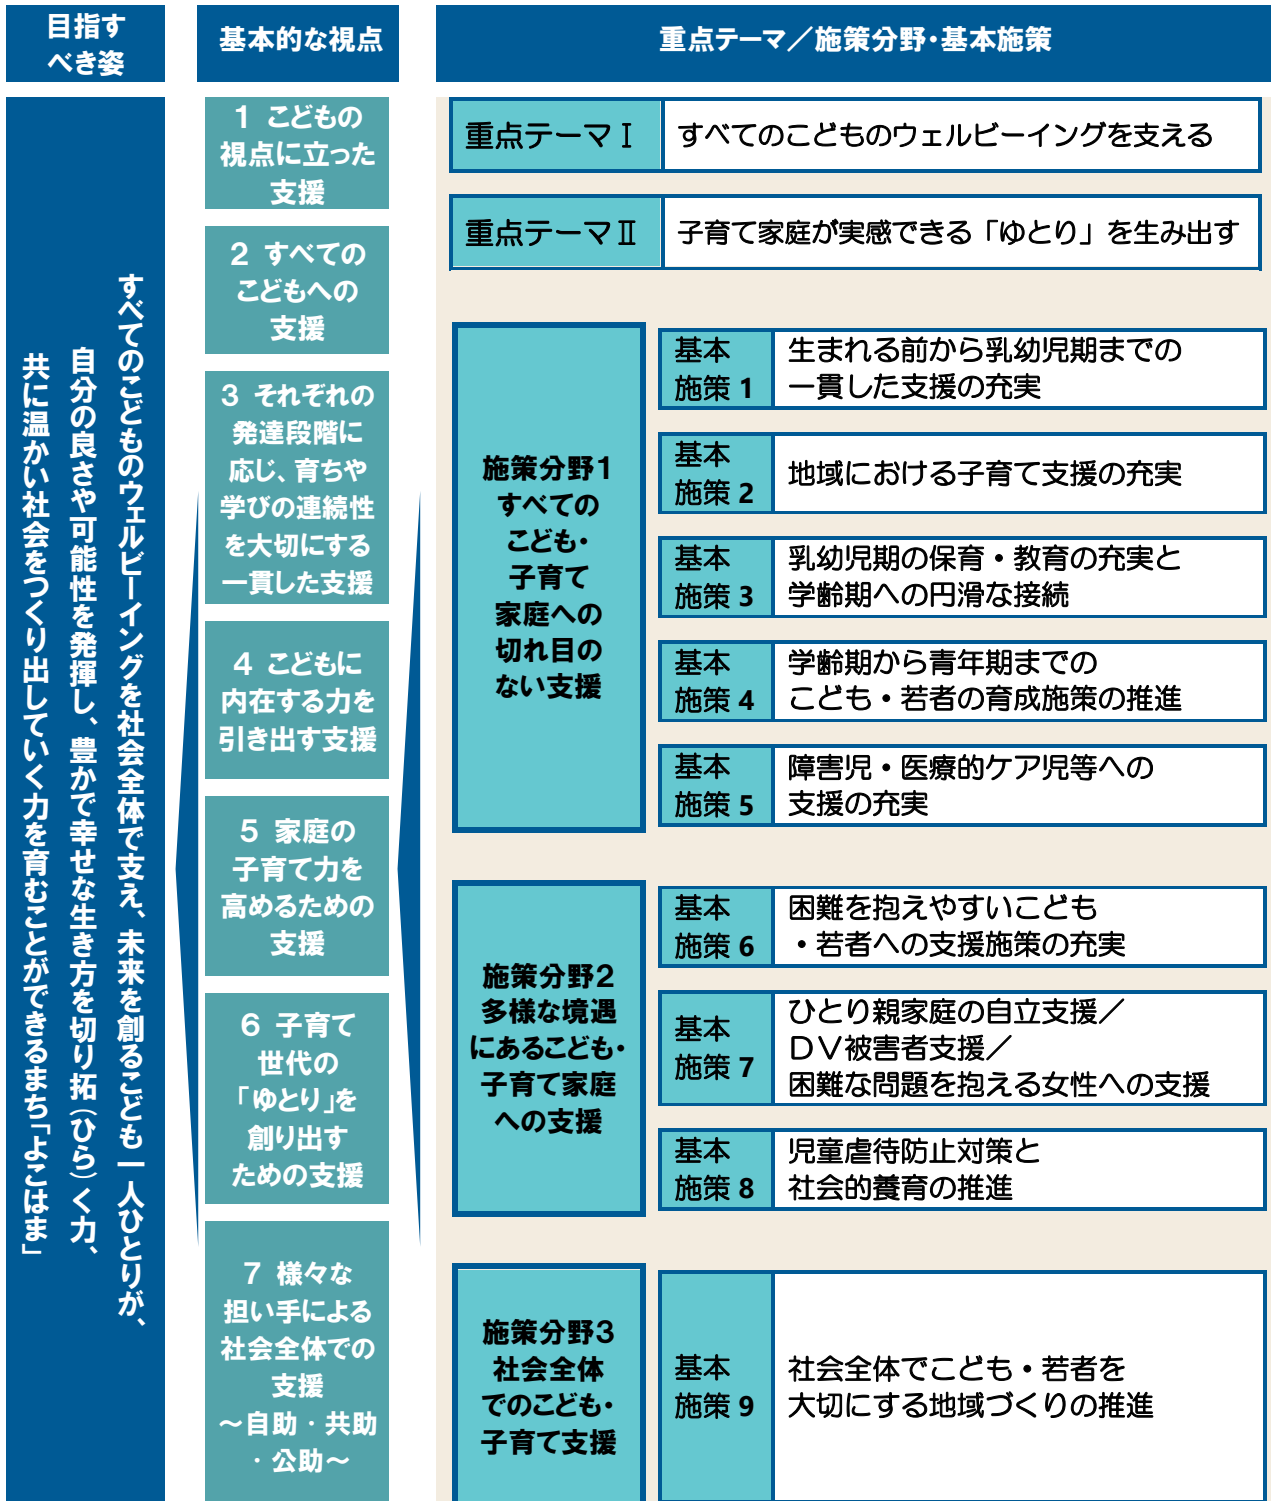 目指す
べき姿
基本的な視点
重点テーマ／施策分野・基本施策
すべてのこどものウェルビーイングを社会全体で支え、未来を創るこども一人ひとりが、
自分の良さや可能性を発揮し、豊かで幸せな生き方を切り拓（ひら）く力、
共に温かい社会をつくり出していく力を育むことができるまち「よこはま」
1 こどもの
視点に立った
支援
2 すべての
こどもへの
支援
3 それぞれの
発達段階に
応じ、育ちや
学びの連続性
を大切にする
一貫した支援
4 こどもに
内在する力を
引き出す支援
5 家庭の
子育て力を
高めるための
支援
6 子育て
世代の
「ゆとり」を
創り出す
ための支援
7 様々な
担い手による
社会全体での
支援
～自助・共助
・公助～
重点テーマⅠ
すべてのこどものウェルビーイングを支える
重点テーマⅡ
子育て家庭が実感できる「ゆとり」を生み出す
施策分野1
すべての
こども・
子育て
家庭への
切れ目の
ない支援
基本
施策 1
生まれる前から乳幼児期までの
一貫した支援の充実
基本
施策 2
地域における子育て支援の充実
基本
施策 3
乳幼児期の保育・教育の充実と
学齢期への円滑な接続
基本
施策 4
学齢期から青年期までの
こども・若者の育成施策の推進
基本
施策 5
障害児・医療的ケア児等への
支援の充実
施策分野2
多様な境遇
にあるこども・
子育て家庭
への支援
基本
施策 6
困難を抱えやすいこども
・若者への支援施策の充実
基本
施策 7
ひとり親家庭の自立支援／
ＤＶ被害者支援／
困難な問題を抱える女性への支援
基本
施策 8
児童虐待防止対策と
社会的養育の推進
施策分野3
社会全体
でのこども・
子育て支援
基本
施策 9
社会全体でこども・若者を
大切にする地域づくりの推進